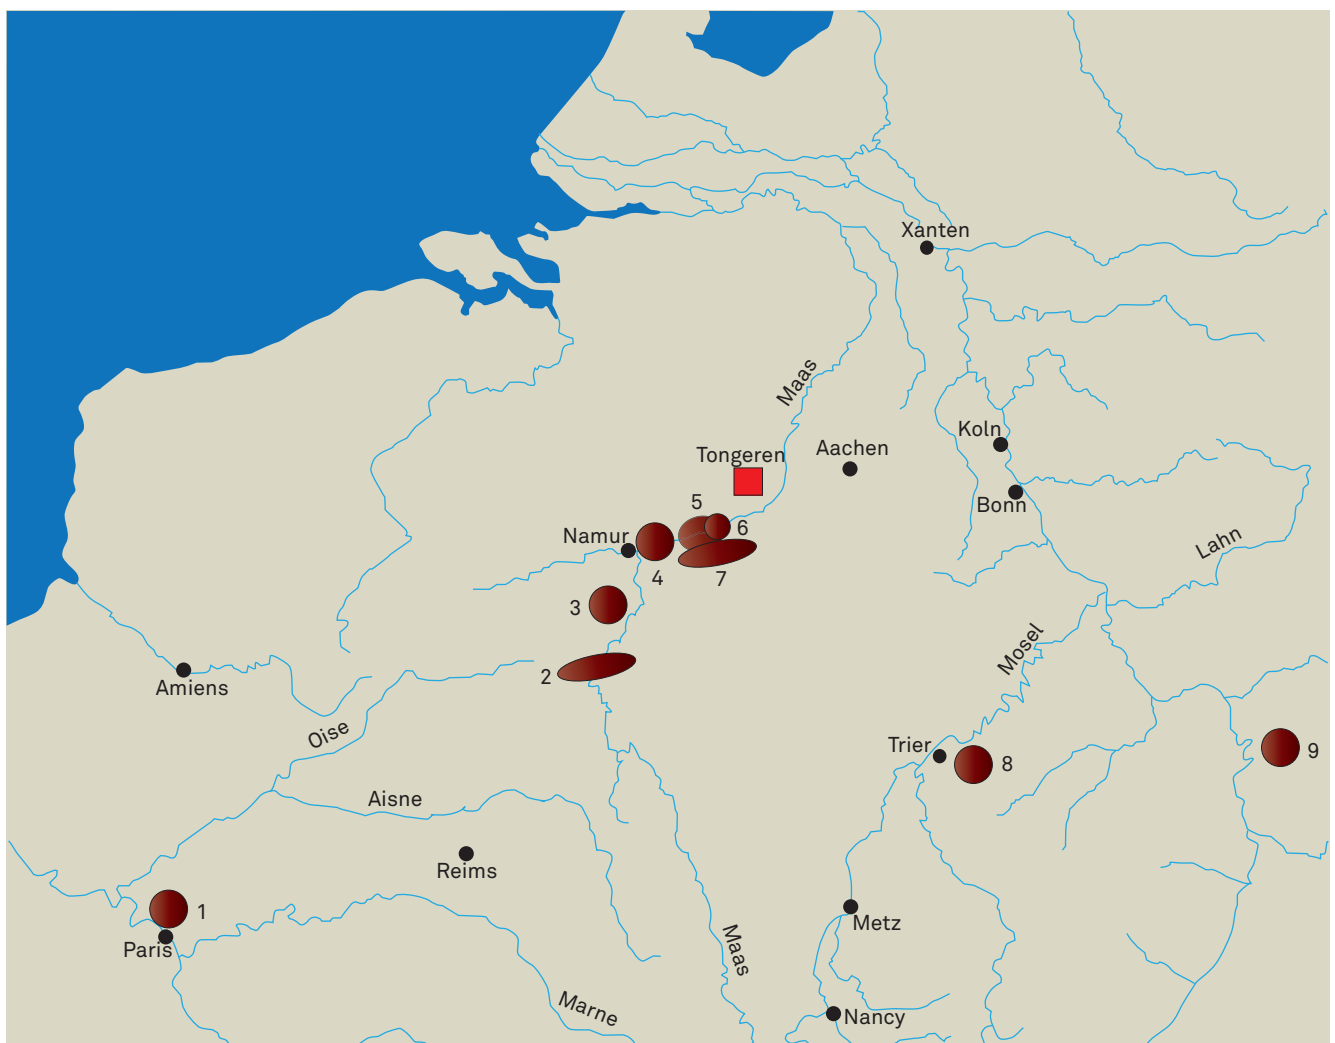 Xanten
Maas
Koln
Tongeren
Aachen
Bonn
5
6
Namur
4
7
Lahn
3
2
Mosel
Amiens
Oise
Trier
8
9
Aisne
Reims
1
Paris
Metz
Maas
Marne
Nancy